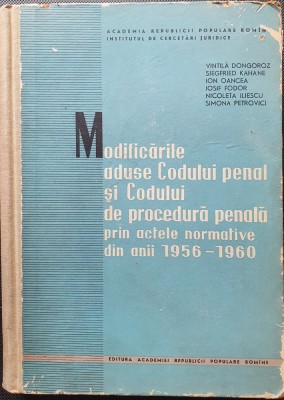 ACADEMIA REPUBLICII POPULARE ROMÎNE
INSTITUTUL DE CERCETĂRI JURIDICE
VINTILĂ DONGOROZ
SIEGFRIED KAHANE
ION OANCEA
IOSIF FODOR
NICOLETA ILIESCU
SIMONA PETROVICI
Modificările
aduse Codului penal
și Codului
de procedură penală
prin actele normative
din anii 1956-1960
EDITURA ACADEMIEI REPUBLICII POPULARE ROMÎNE